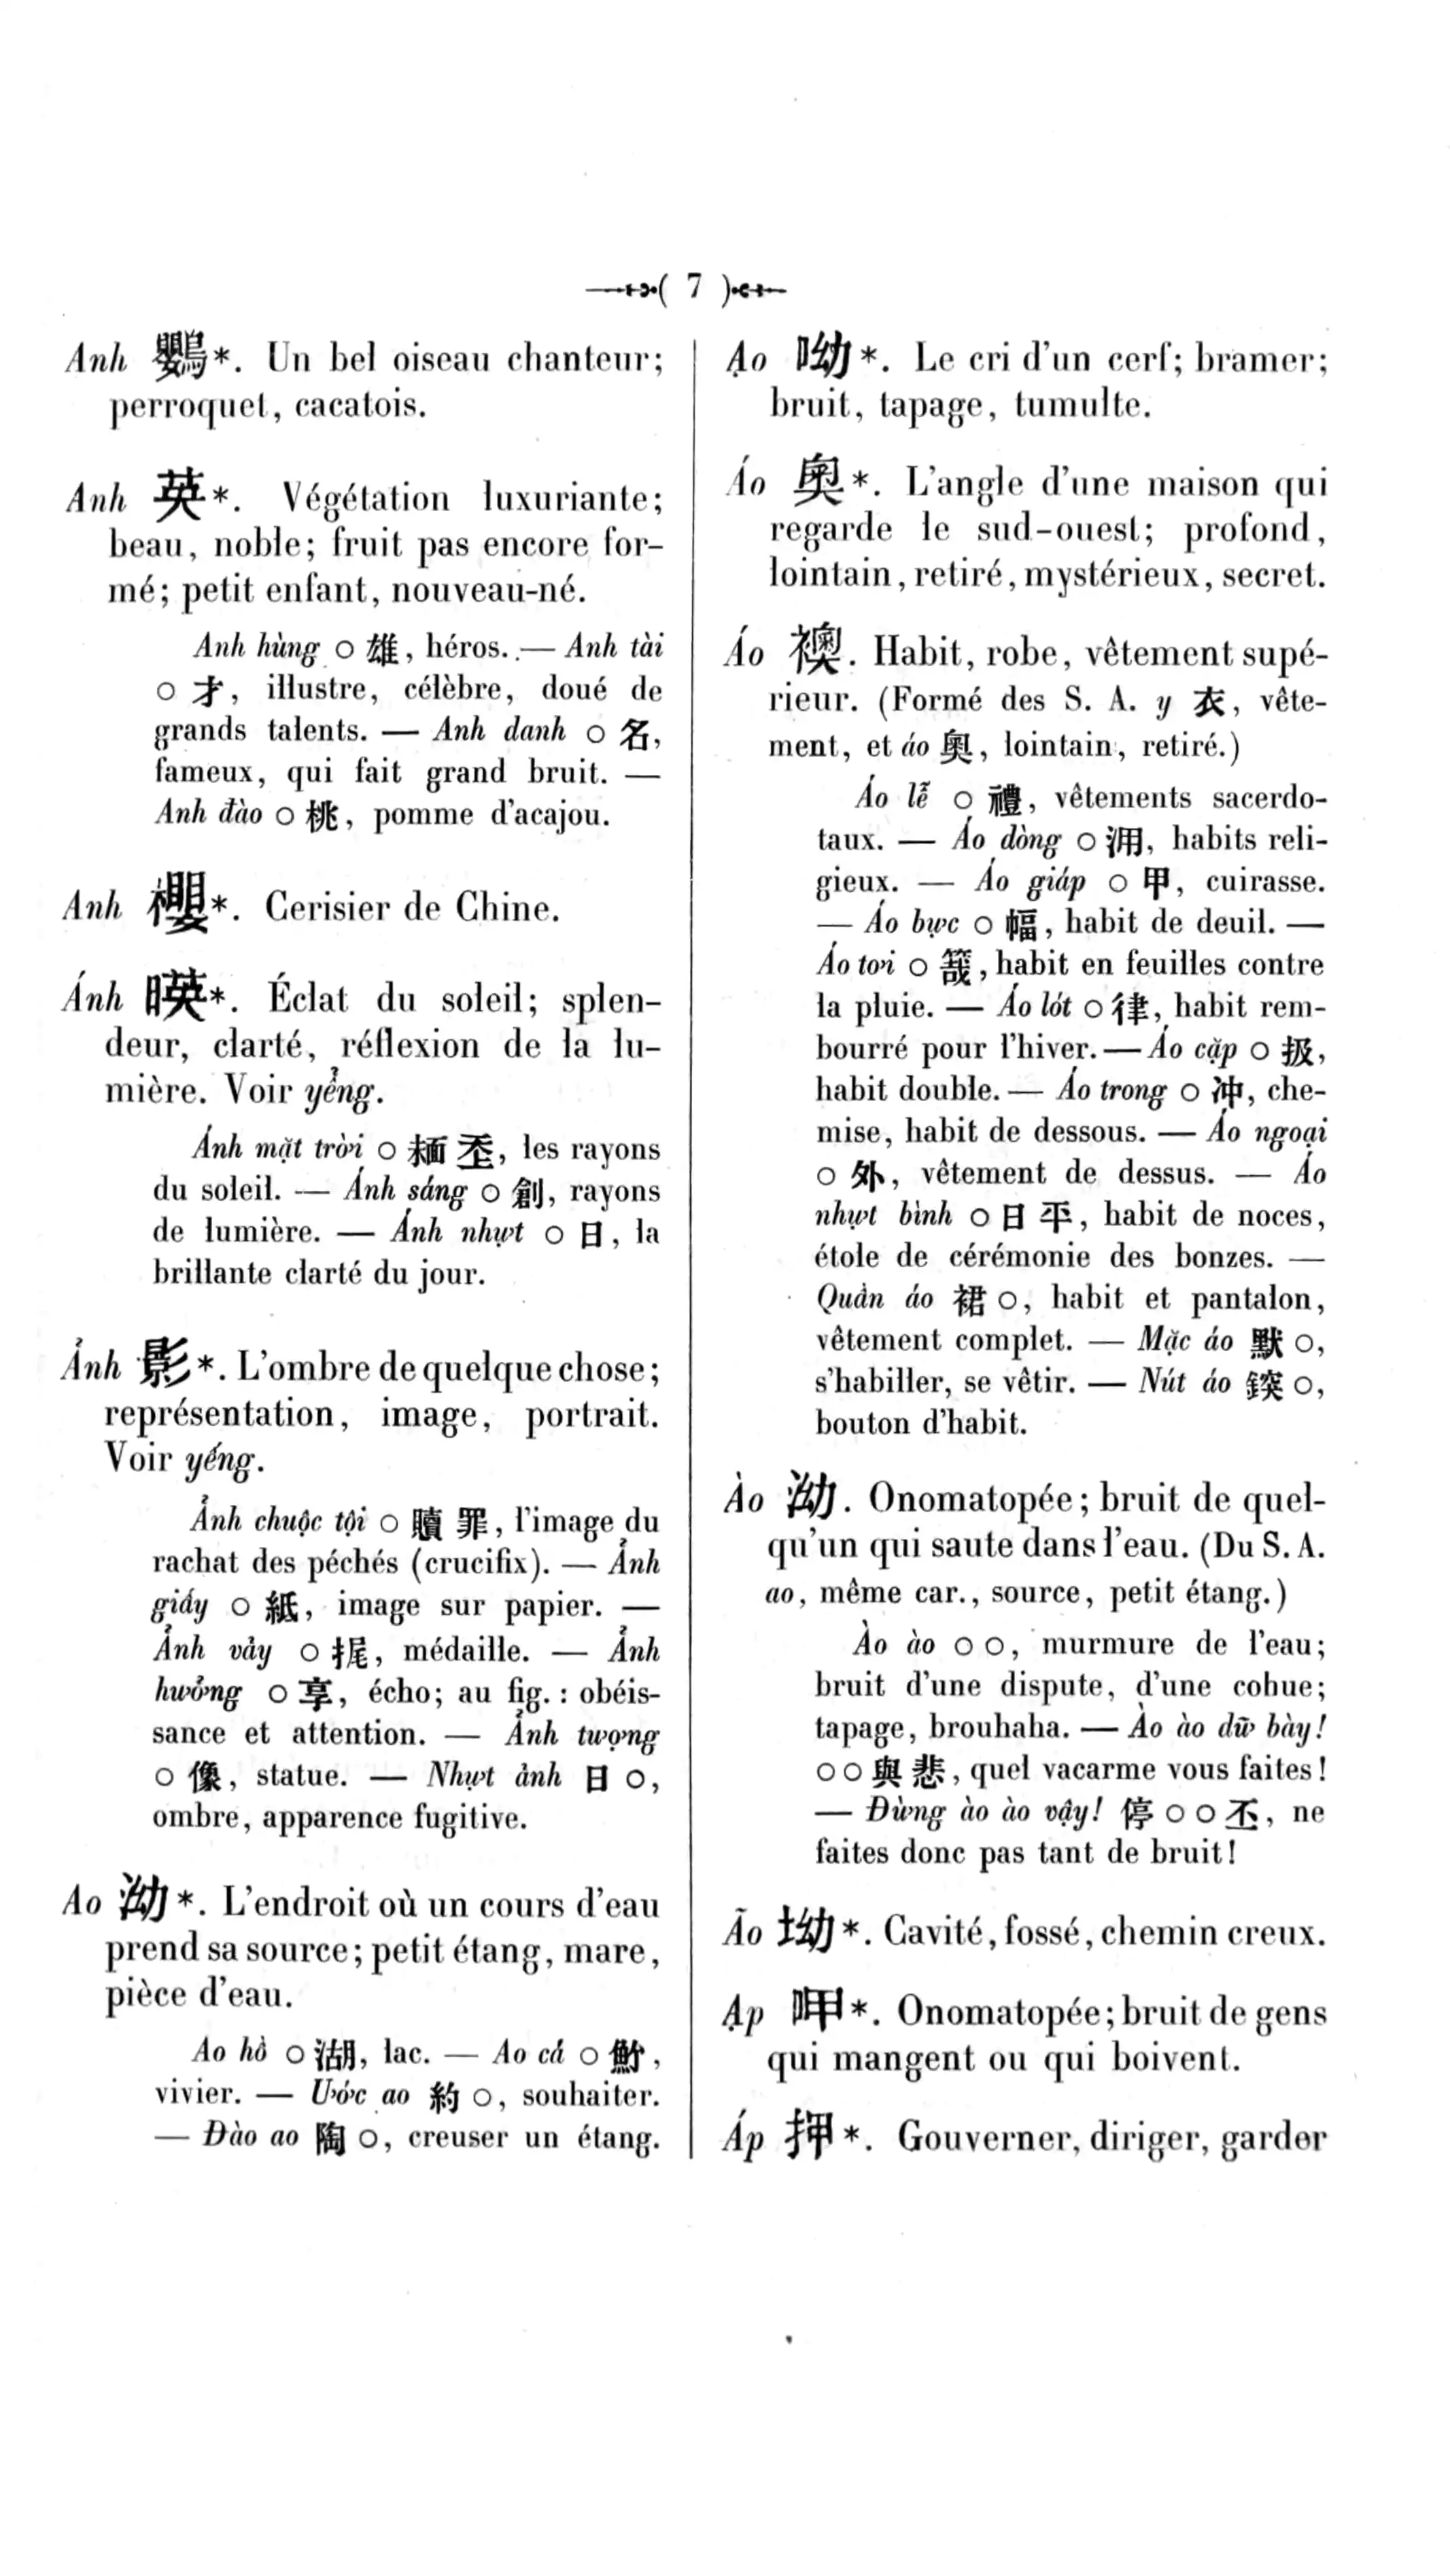 ( 7 )
Anh 鸚*. Un bel oiseau chanteur;
perroquet, cacatois.
Anh 英*. Végétation luxuriante;
beau, noble; fruit pas encore for-
mé; petit enfant, nouveau-né.
Anh hùng ○ 雄, héros. — Anh tài
○ 才, illustre, célèbre, doué de
grands talents. — Anh danh ○ 名,
fameux, qui fait grand bruit. —
Anh đào ○ 桃, pomme d'acajou.
Anh 櫻*. Cerisier de Chine.
Ánh 暎*. Éclat du soleil; splen-
deur, clarté, réflexion de la lu-
mière. Voir yểng.
Ánh mặt trời ○ 𩈘 𡗶, les rayons
du soleil. — Ánh sáng ○ 創, rayons
de lumière. — Ánh nhựt ○ 日, la
brillante clarté du jour.
Ảnh 影*. L'ombre de quelque chose;
représentation, image, portrait.
Voir yếng.
Ảnh chuộc tội ○ 贖 罪, l'image du
rachat des péchés (crucifix). — Ảnh
giấy ○ 紙, image sur papier. —
Ảnh vảy ○ 捤, médaille. — Ảnh
hưởng ○ 享, écho; au fig. : obéis-
sance et attention. — Ảnh tượng
○ 像, statue. — Nhựt ảnh 日 ○,
ombre, apparence fugitive.
Ao 泑*. L'endroit où un cours d'eau
prend sa source; petit étang, mare,
pièce d'eau.
Ao hồ ○ 湖, lac. — Ao cá ○ 魪,
vivier. — Ước ao 約 ○, souhaiter.
— Đào ao 陶 ○, creuser un étang.
Ạo 呦*. Le cri d'un cerf; bramer;
bruit, tapage, tumulte.
Áo 奥*. L'angle d'une maison qui
regarde le sud-ouest; profond,
lointain, retiré, mystérieux, secret.
Áo 襖. Habit, robe, vêtement supé-
rieur. (Formé des S. A. y 衣, vête-
ment, et áo 奥, lointain, retiré.)
Áo lễ ○ 禮, vêtements sacerdo-
taux. — Áo dòng ○ 㳥, habits reli-
gieux. — Áo giáp ○ 甲, cuirasse.
— Áo bực ○ 幅, habit de deuil. —
Áo tơi ○, habit en feuilles contre
la pluie. — Áo lót ○ 律, habit rem-
bourré pour l'hiver. — Áo cặp ○ 扱,
habit double. — Áo trong ○ 冲, che-
mise, habit de dessous. — Áo ngoại
○ 外, vêtement de dessus. — Áo
nhựt bình ○ 日 平, habit de noces,
étole de cérémonie des bonzes. —
Quần áo 裙 ○, habit et pantalon,
vêtement complet. — Mặc áo 默 ○,
s'habiller, se vêtir. — Nút áo ○,
bouton d'habit.
Ào 泑. Onomatopée; bruit de quel-
qu'un qui saute dans l'eau. (Du S. A.
ao, même car., source, petit étang.)
Ào ào ○ ○, murmure de l'eau;
bruit d'une dispute, d'une cohue;
tapage, brouhaha. — Ào ào dữ bày!
○ ○ 與 悲, quel vacarme vous faites!
— Đừng ào ào vậy! 停 ○ ○ 丕, ne
faites donc pas tant de bruit!
Ão 坳*. Cavité, fossé, chemin creux.
Ạp 呷*. Onomatopée; bruit de gens
qui mangent ou qui boivent.
Áp 押*. Gouverner, diriger, garder